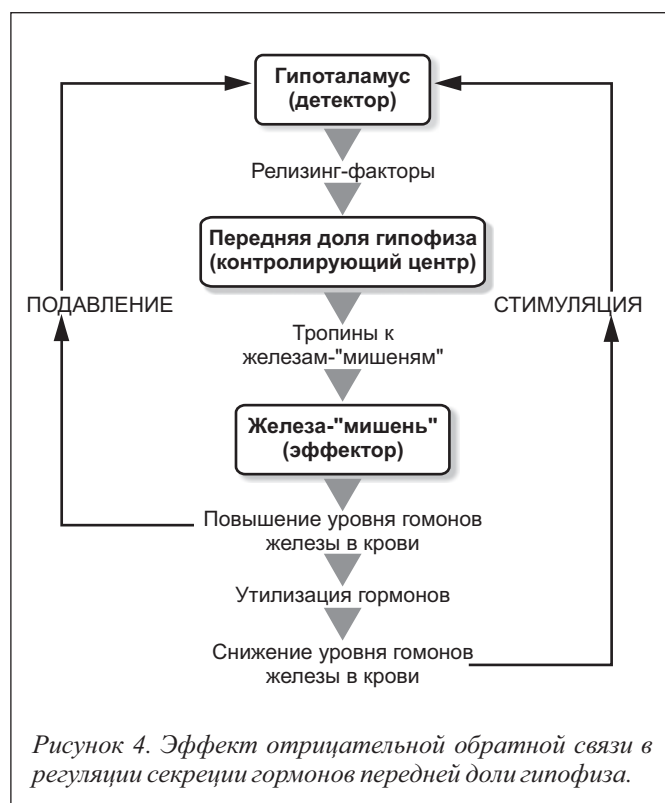 Гипоталамус
(детектор)
Релизинг-факторы
Передняя доля гипофиза
(контролирующий центр)
ПОДАВЛЕНИЕ
СТИМУЛЯЦИЯ
Тропины к
железам-"мишеням"
Железа-"мишень"
(эффектор)
Повышение уровня гомонов
железы в крови
Утилизация гормонов
Снижение уровня гомонов
железы в крови
Рисунок 4. Эффект отрицательной обратной связи в
регуляции секреции гормонов передней доли гипофиза.